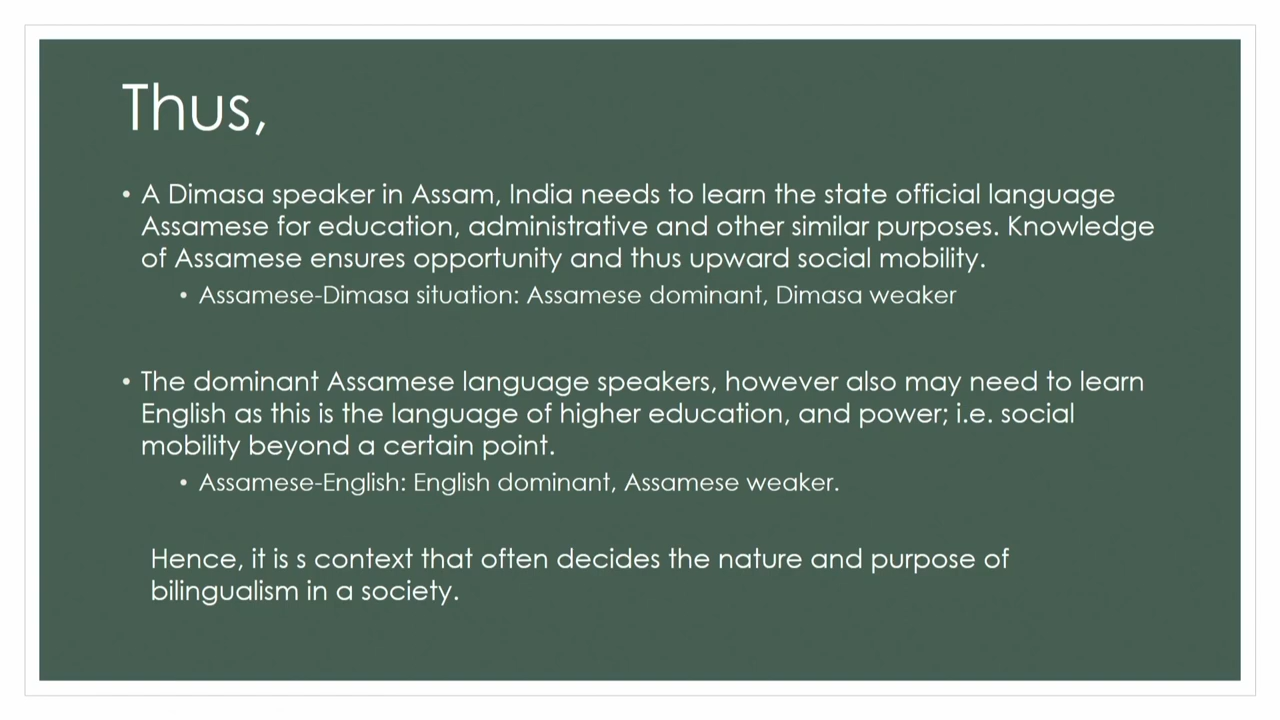 Thus,
• A Dimasa speaker in Assam, India needs to learn the state official language
Assamese for education, administrative and other similar purposes. Knowledge
of Assamese ensures opportunity and thus upward social mobility.
• Assamese-Dimasa situation: Assamese dominant, Dimasa weaker
• The dominant Assamese language speakers, however also may need to learn
English as this is the language of higher education, and power; i.e. social
mobility beyond a certain point.
• Assamese-English: English dominant, Assamese weaker.
Hence, it is s context that often decides the nature and purpose of
bilingualism in a society.